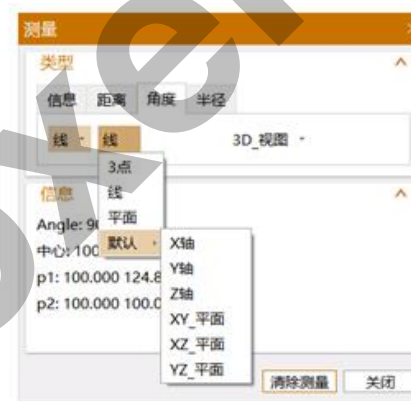 测量
类型
信息 距离 角度 半径
线 线 3D_视图
3点
线
平面
默认
X轴
Y轴
Z轴
XY_平面
XZ_平面
YZ_平面
信息
Angle: 9
中心: 100
p1: 100.000 124.8
p2: 100.000 100.0
清除测量 关闭